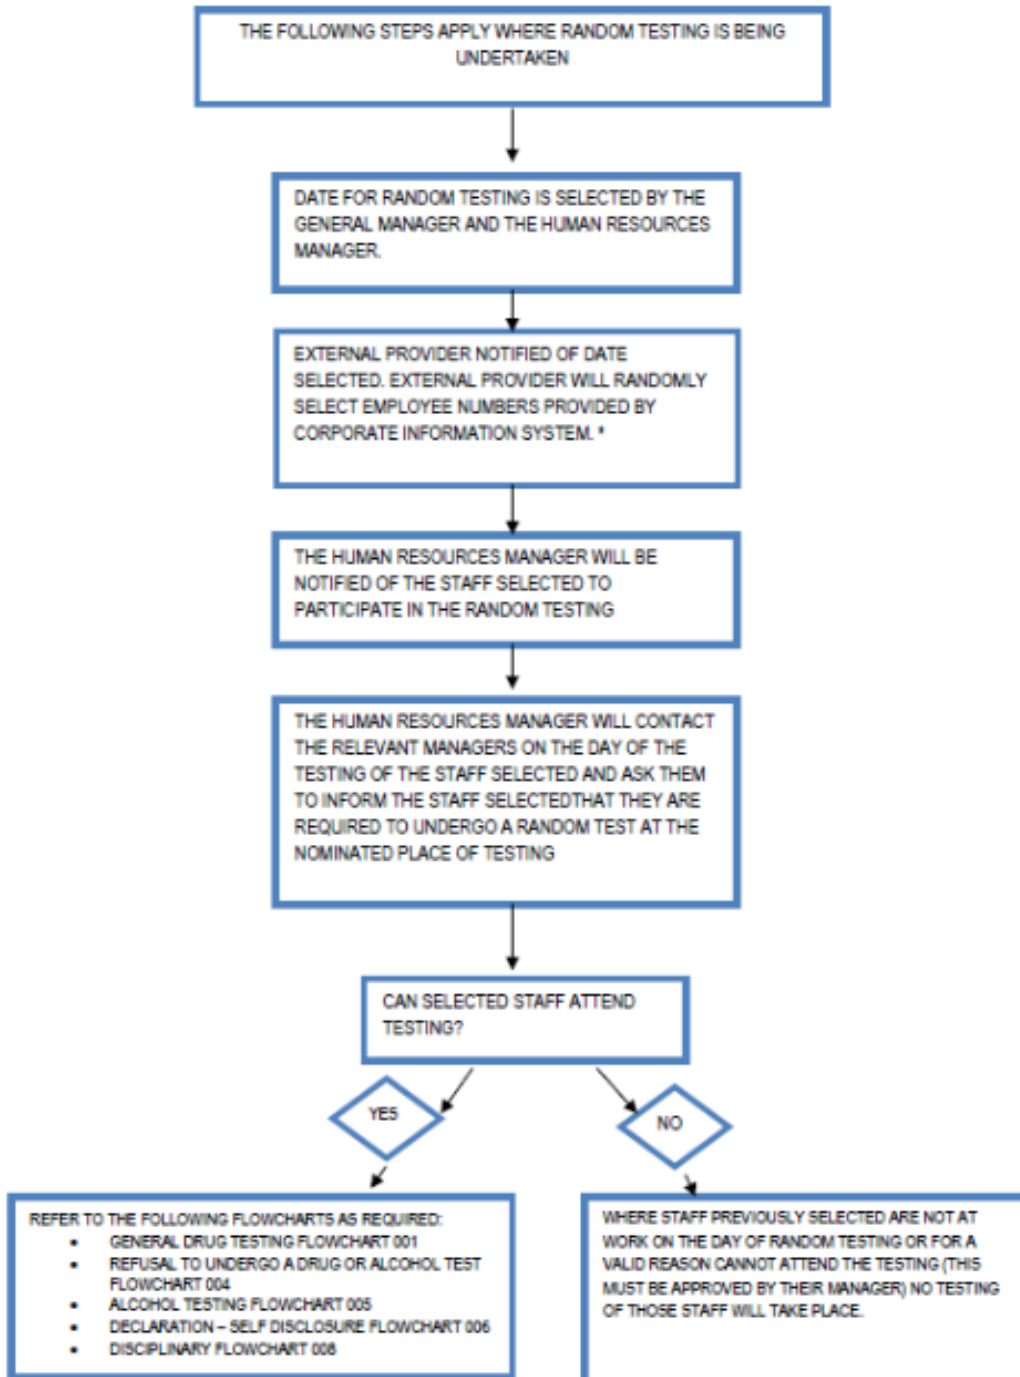 THE FOLLOWING STEPS APPLY WHERE RANDOM TESTING IS BEING
UNDERTAKEN
DATE FOR RANDOM TESTING IS SELECTED BY THE
GENERAL MANAGER AND THE HUMAN RESOURCES
MANAGER.
EXTERNAL PROVIDER NOTIFIED OF DATE
SELECTED. EXTERNAL PROVIDER WILL RANDOMLY
SELECT EMPLOYEE NUMBERS PROVIDED BY
CORPORATE INFORMATION SYSTEM. *
THE HUMAN RESOURCES MANAGER WILL BE
NOTIFIED OF THE STAFF SELECTED TO
PARTICIPATE IN THE RANDOM TESTING
THE HUMAN RESOURCES MANAGER WILL CONTACT
THE RELEVANT MANAGERS ON THE DAY OF THE
TESTING OF THE STAFF SELECTED AND ASK THEM
TO INFORM THE STAFF SELECTEDTHAT THEY ARE
REQUIRED TO UNDERGO A RANDOM TEST AT THE
NOMINATED PLACE OF TESTING
CAN SELECTED STAFF ATTEND
TESTING?
YES
NO
REFER TO THE FOLLOWING FLOWCHARTS AS REQUIRED:
• GENERAL DRUG TESTING FLOWCHART 001
• REFUSAL TO UNDERGO A DRUG OR ALCOHOL TEST
FLOWCHART 004
• ALCOHOL TESTING FLOWCHART 005
• DECLARATION – SELF DISCLOSURE FLOWCHART 006
• DISCIPLINARY FLOWCHART 008
WHERE STAFF PREVIOUSLY SELECTED ARE NOT AT
WORK ON THE DAY OF RANDOM TESTING OR FOR A
VALID REASON CANNOT ATTEND THE TESTING (THIS
MUST BE APPROVED BY THEIR MANAGER) NO TESTING
OF THOSE STAFF WILL TAKE PLACE.